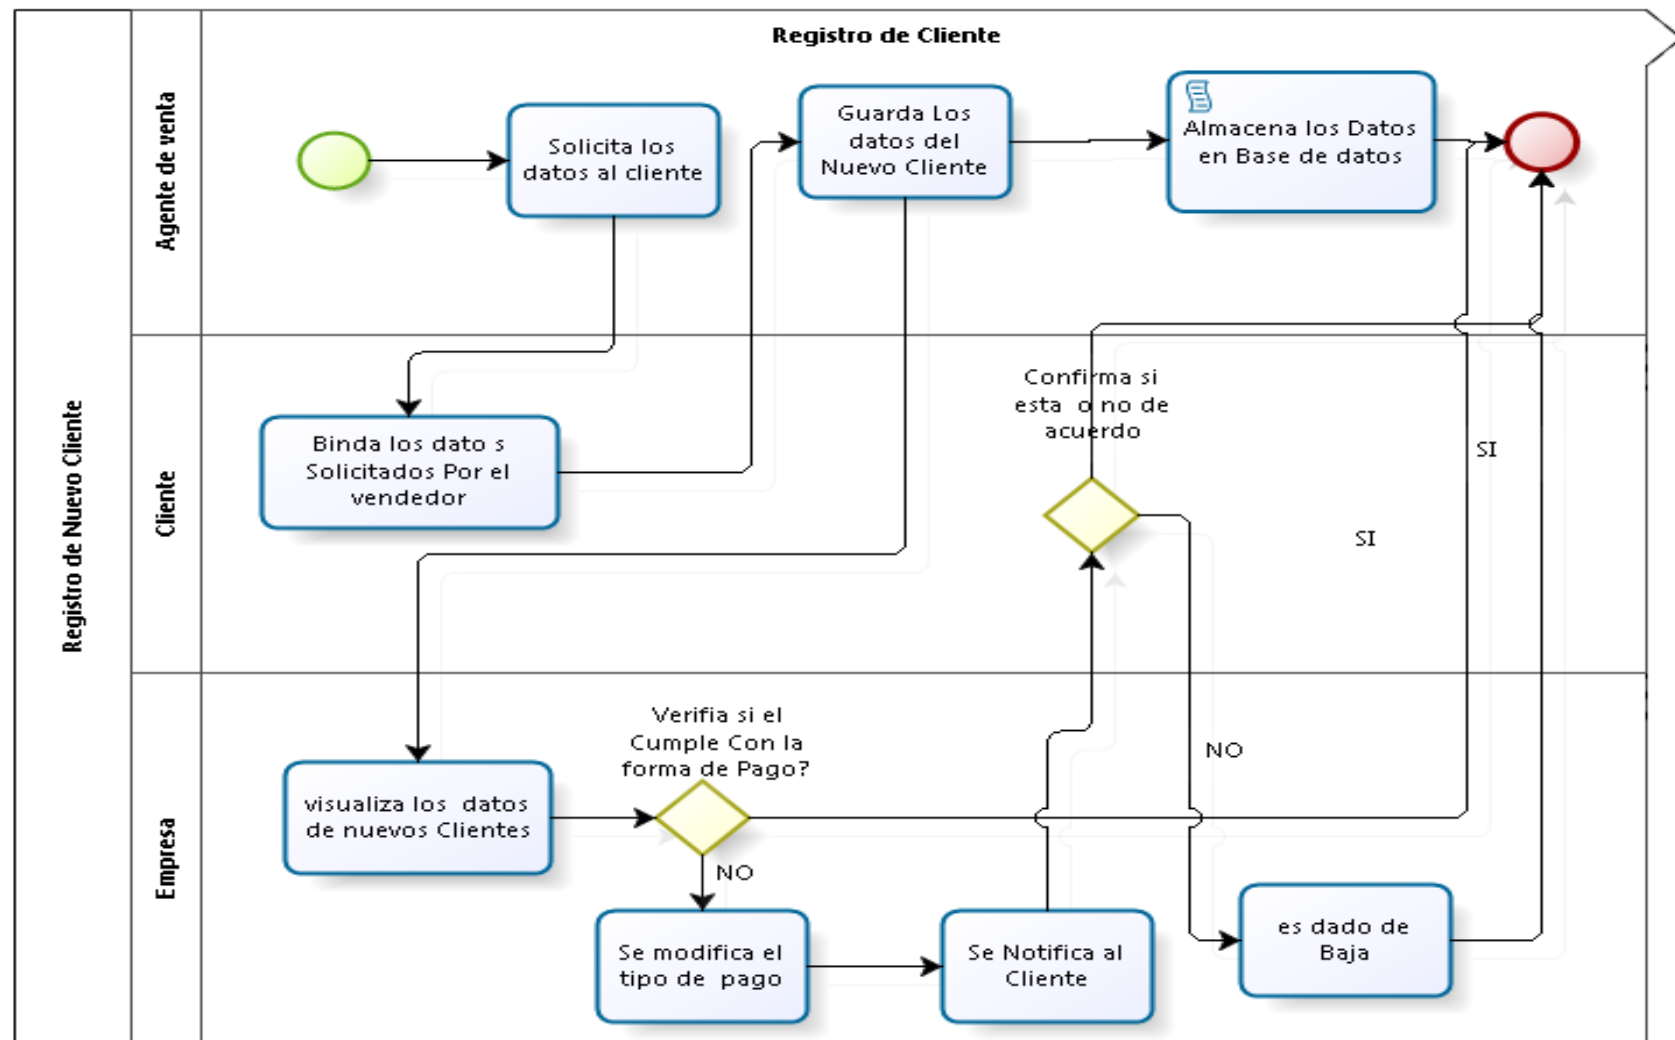 Registro de Cliente
Registro de Nuevo Cliente
Agente de venta
Solicita los
datos al cliente
Guarda Los
datos del
Nuevo Cliente
Almacena los Datos
en Base de datos
Cliente
Binda los dato s
Solicitados Por el
vendedor
Confirma si
esta o no de
acuerdo
SI
SI
Empresa
visualiza los datos
de nuevos Clientes
Verifia si el
Cumple Con la
forma de Pago?
NO
NO
Se modifica el
tipo de pago
Se Notifica al
Cliente
es dado de
Baja